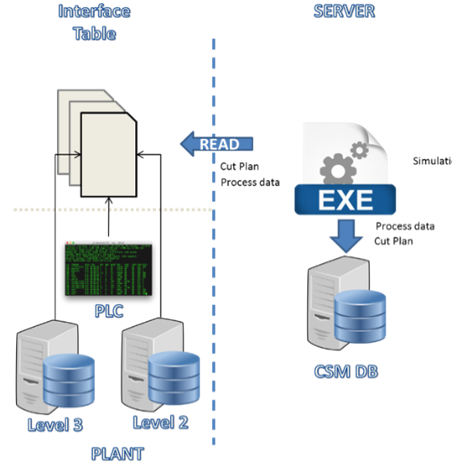 Interface
Table
SERVER
READ
Cut Plan
Process data
Simulati
EXE
Process data
Cut Plan
PLC
CSM DB
Level 3
Level 2
PLANT